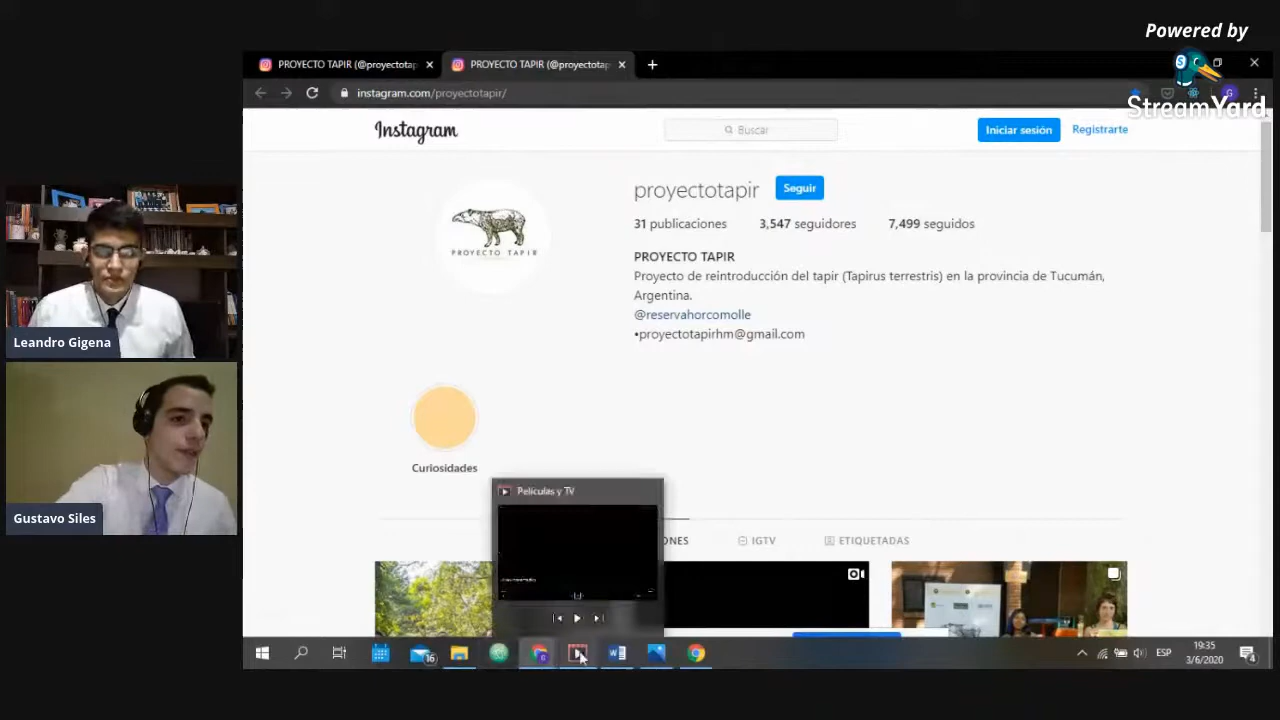 Powered by
StreamYard
PROYECTO TAPIR (@proyectotap
PROYECTO TAPIR (@proyectotap
instagram.com/proyectotapir/
Instagram
Buscar
Iniciar sesión
Registrarte
proyectotapir
Seguir
31 publicaciones
3,547 seguidores
7,499 seguidos
PROYECTO TAPIR
PROYECTO TAPIR
Proyecto de reintroducción del tapir (Tapirus terrestris) en la provincia de Tucumán,
Argentina.
@reservahorcomolle
•proyectotapirhm@gmail.com
Leandro Gigena
Gustavo Siles
Curiosidades
Películas y TV
ONES
IGTV
ETIQUETADAS
16
ESP
19:35
3/6/2020
4